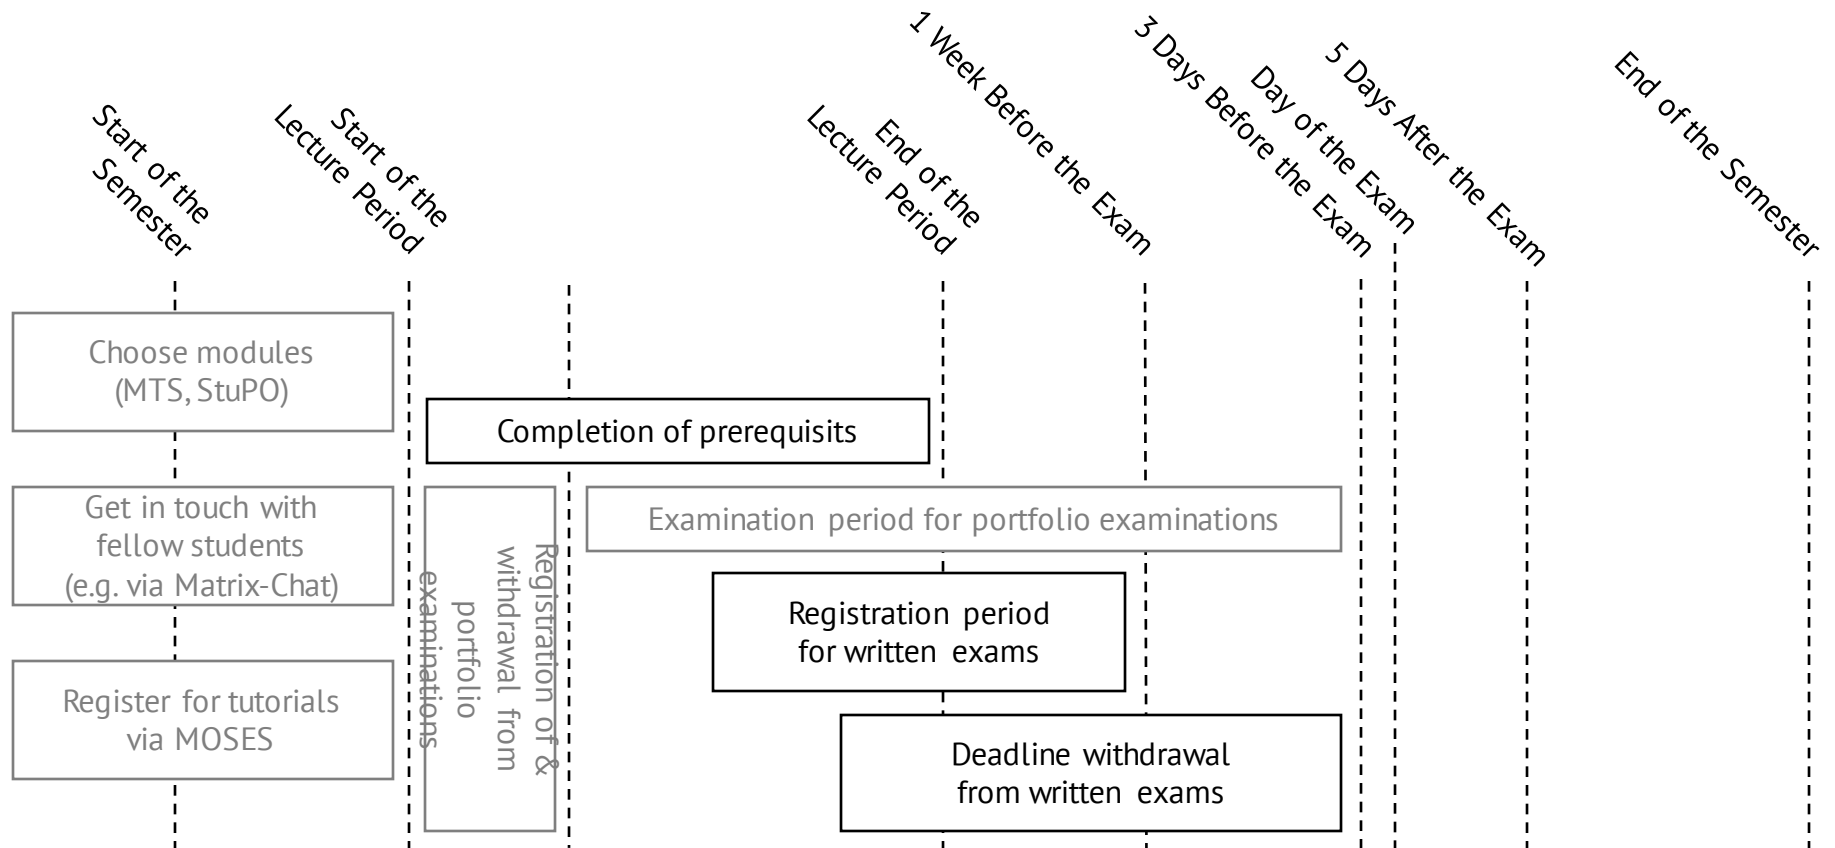 Start of the
Semester
Start of the
Lecture Period
End of the
Lecture Period
1 Week Before the Exam
3 Days Before the Exam
Day of the Exam
5 Days After the Exam
End of the Semester
Choose modules
(MTS, StuPO)
Completion of prerequisits
Get in touch with
fellow students
(e.g. via Matrix-Chat)
Registration of &
withdrawal from
portfolio
examinations
Examination period for portfolio examinations
Registration period
for written exams
Register for tutorials
via MOSES
Deadline withdrawal
from written exams